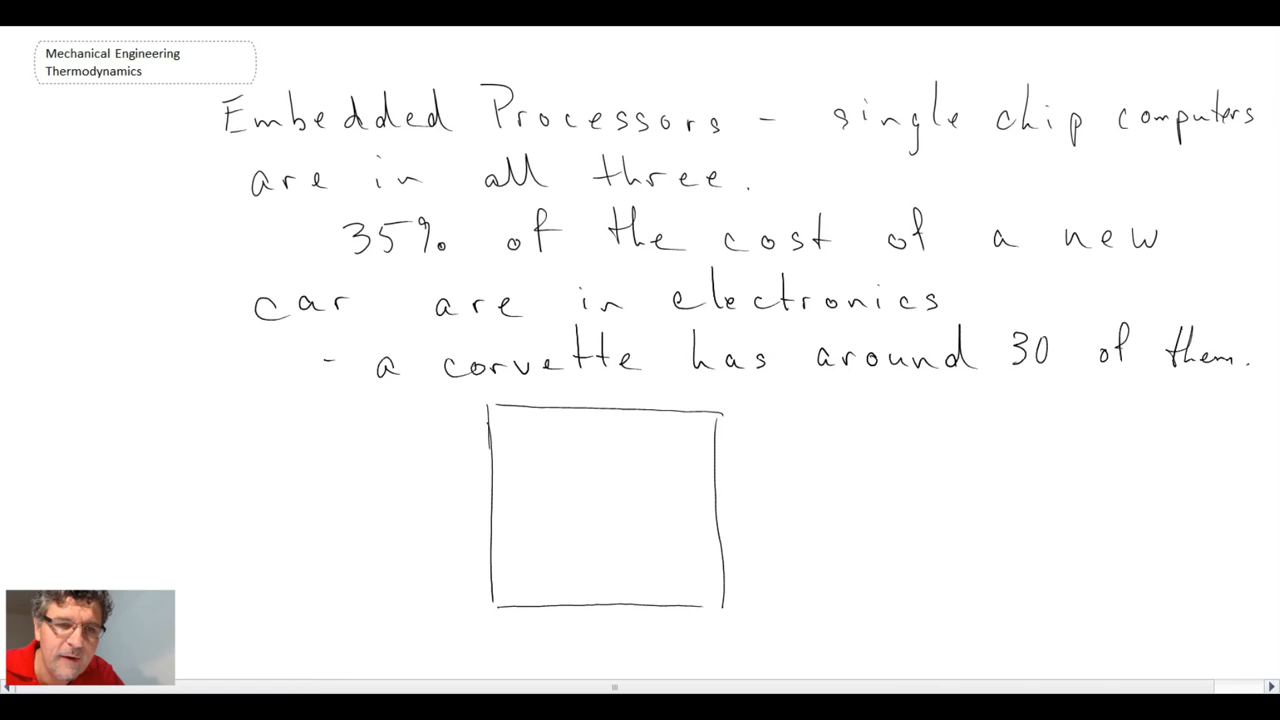 Mechanical Engineering
Thermodynamics
Embedded Processors - single chip computers
are in all three.
35% of the cost of a new
car are in electronics
- a corvette has around 30 of them.